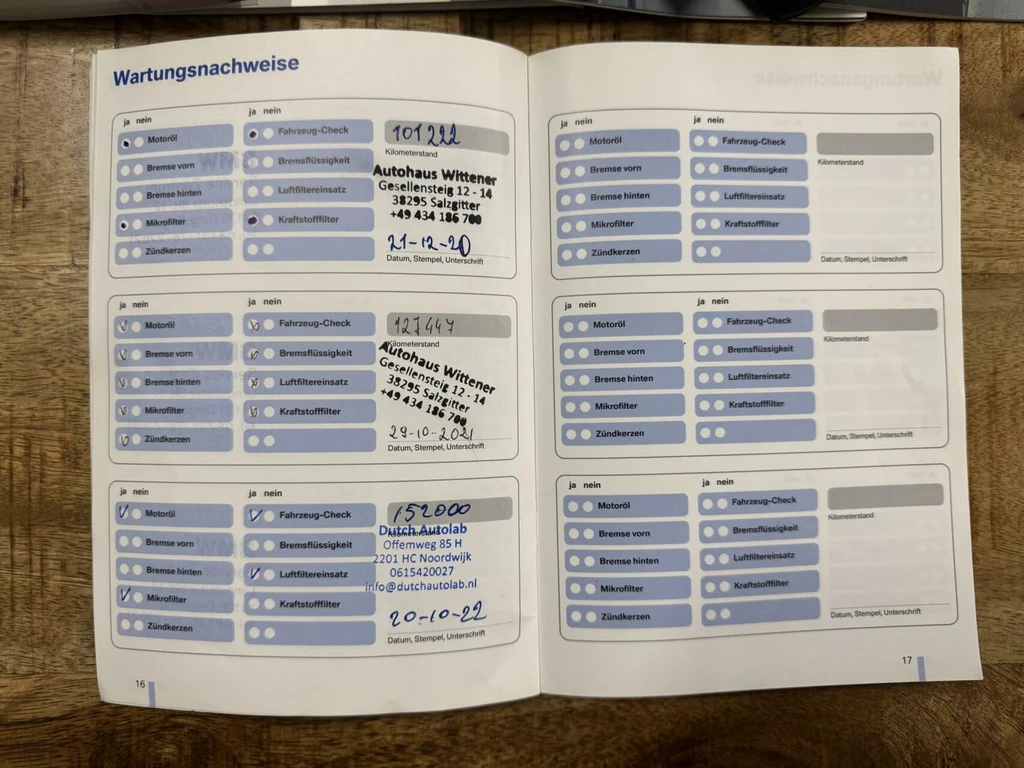 Wartungsnachweise
ja nein
ja nein
Motoröl
Fahrzeug-Check
101222
Kilometerstand
Bremse vorn
Bremsflüssigkeit
Autohaus Wittener
Gesellensteig 12 - 14
38295 Salzgitter
+49 434 186 700
Bremse hinten
Luftfiltereinsatz
Mikrofilter
Kraftstofffilter
21-12-20
Zündkerzen
Datum, Stempel, Unterschrift
ja nein
ja nein
Motoröl
Fahrzeug-Check
127447
Kilometerstand
Bremse vorn
Bremsflüssigkeit
Autohaus Wittener
Gesellensteig 12 - 14
38295 Salzgitter
+49 434 186 700
Bremse hinten
Luftfiltereinsatz
Mikrofilter
Kraftstofffilter
29-10-2021
Zündkerzen
Datum, Stempel, Unterschrift
ja nein
ja nein
Motoröl
Fahrzeug-Check
152000
Kilometerstand
Dutch Autolab
Offemweg 85 H
2201 HC Noordwijk
0615420027
info@dutchautolab.nl
Bremse vorn
Bremsflüssigkeit
Bremse hinten
Luftfiltereinsatz
Mikrofilter
Kraftstofffilter
20-10-22
Zündkerzen
Datum, Stempel, Unterschrift
16
ja nein
ja nein
Motoröl
Fahrzeug-Check
Kilometerstand
Bremse vorn
Bremsflüssigkeit
Bremse hinten
Luftfiltereinsatz
Mikrofilter
Kraftstofffilter
Zündkerzen
Datum, Stempel, Unterschrift
ja nein
ja nein
Motoröl
Fahrzeug-Check
Kilometerstand
Bremse vorn
Bremsflüssigkeit
Bremse hinten
Luftfiltereinsatz
Mikrofilter
Kraftstofffilter
Zündkerzen
Datum, Stempel, Unterschrift
ja nein
ja nein
Motoröl
Fahrzeug-Check
Kilometerstand
Bremse vorn
Bremsflüssigkeit
Bremse hinten
Luftfiltereinsatz
Mikrofilter
Kraftstofffilter
Zündkerzen
Datum, Stempel, Unterschrift
17